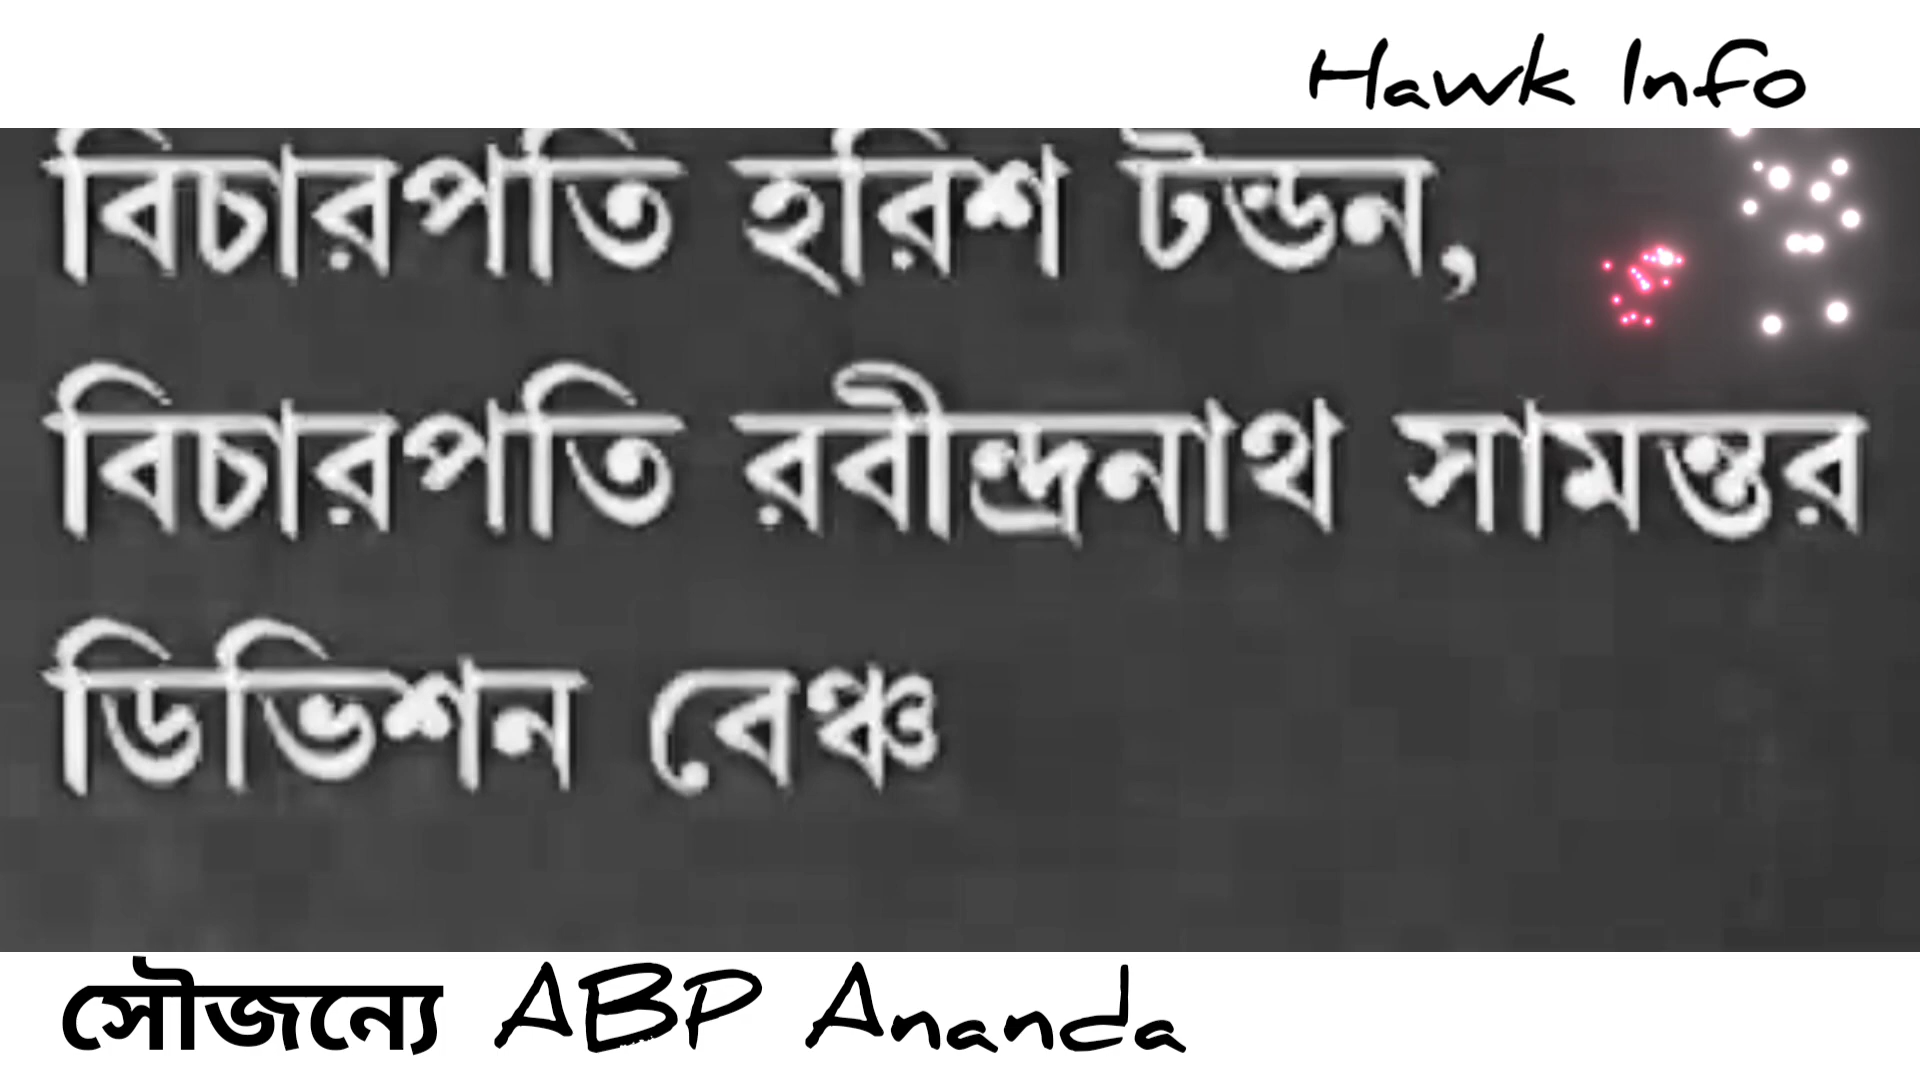 Hawk Info
বিচারপতি হরিশ টন্ডন,
বিচারপতি রবীন্দ্রনাথ সামন্তর
ডিভিশন বেঞ্চ
সৌজন্যে ABP Ananda